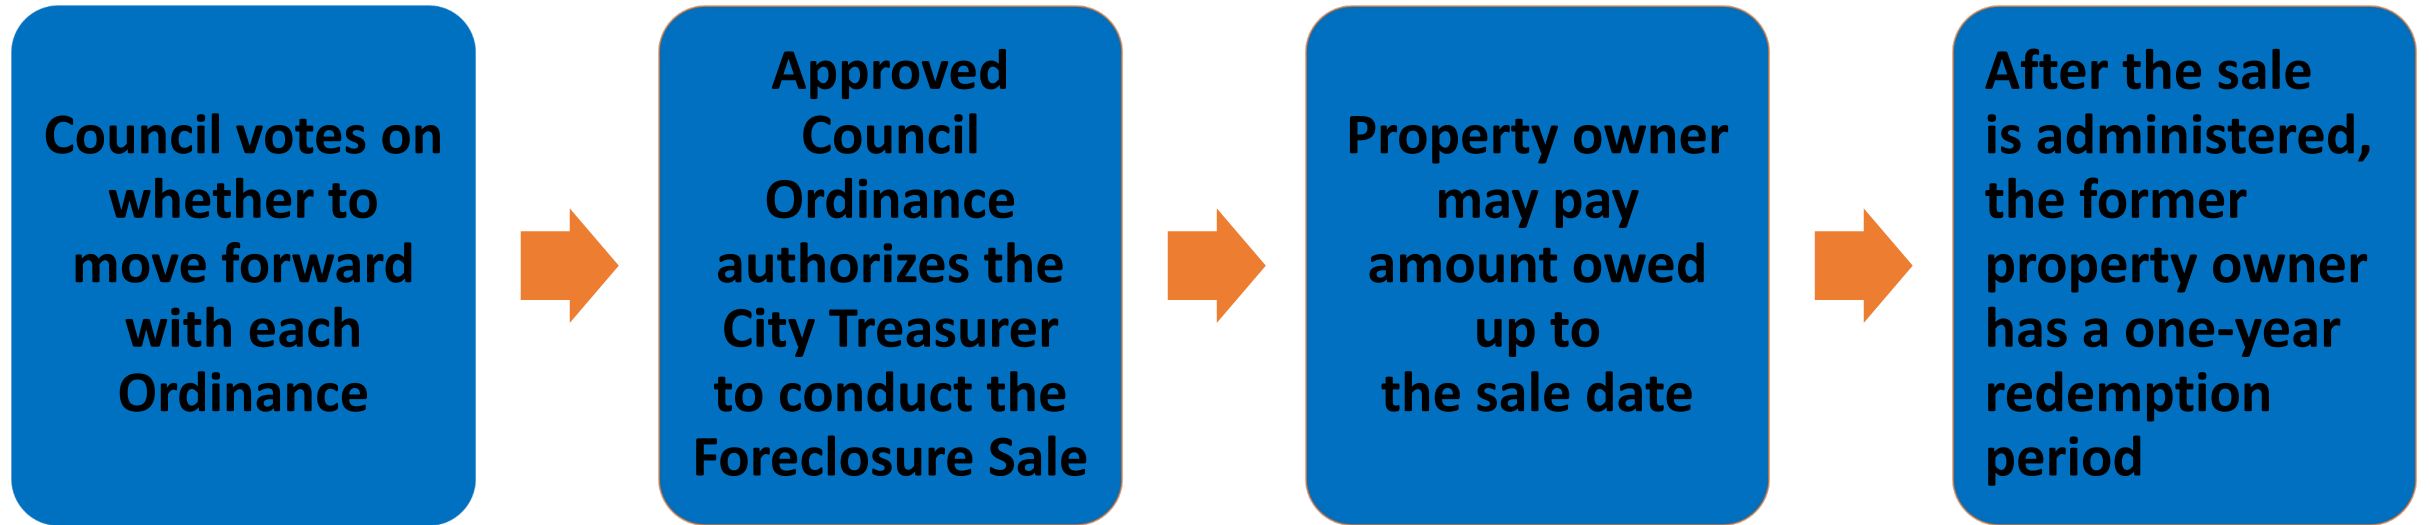 Council votes on
whether to
move forward
with each
Ordinance
Approved
Council
Ordinance
authorizes the
City Treasurer
to conduct the
Foreclosure Sale
Property owner
may pay
amount owed
up to
the sale date
After the sale
is administered,
the former
property owner
has a one-year
redemption
period